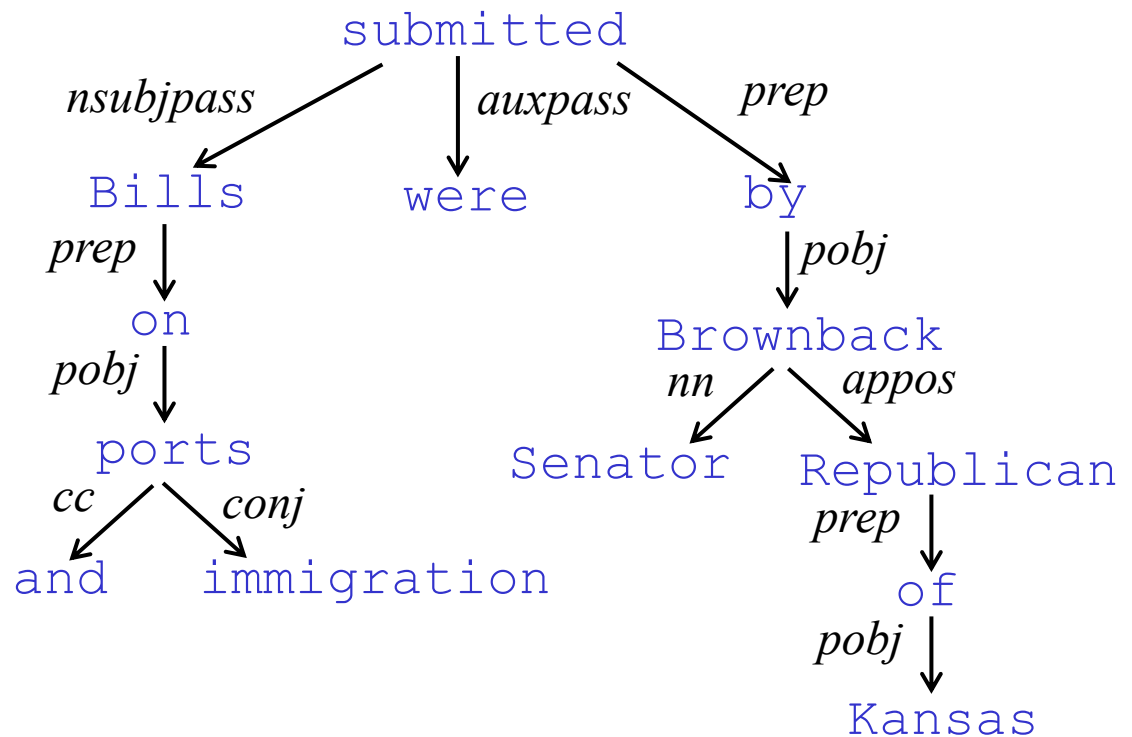 submitted
nsubjpass auxpass prep
Bills were by
prep pobj
on Brownback
pobj nn appos
ports Senator Republican
cc conj prep
and immigration of
pobj
Kansas